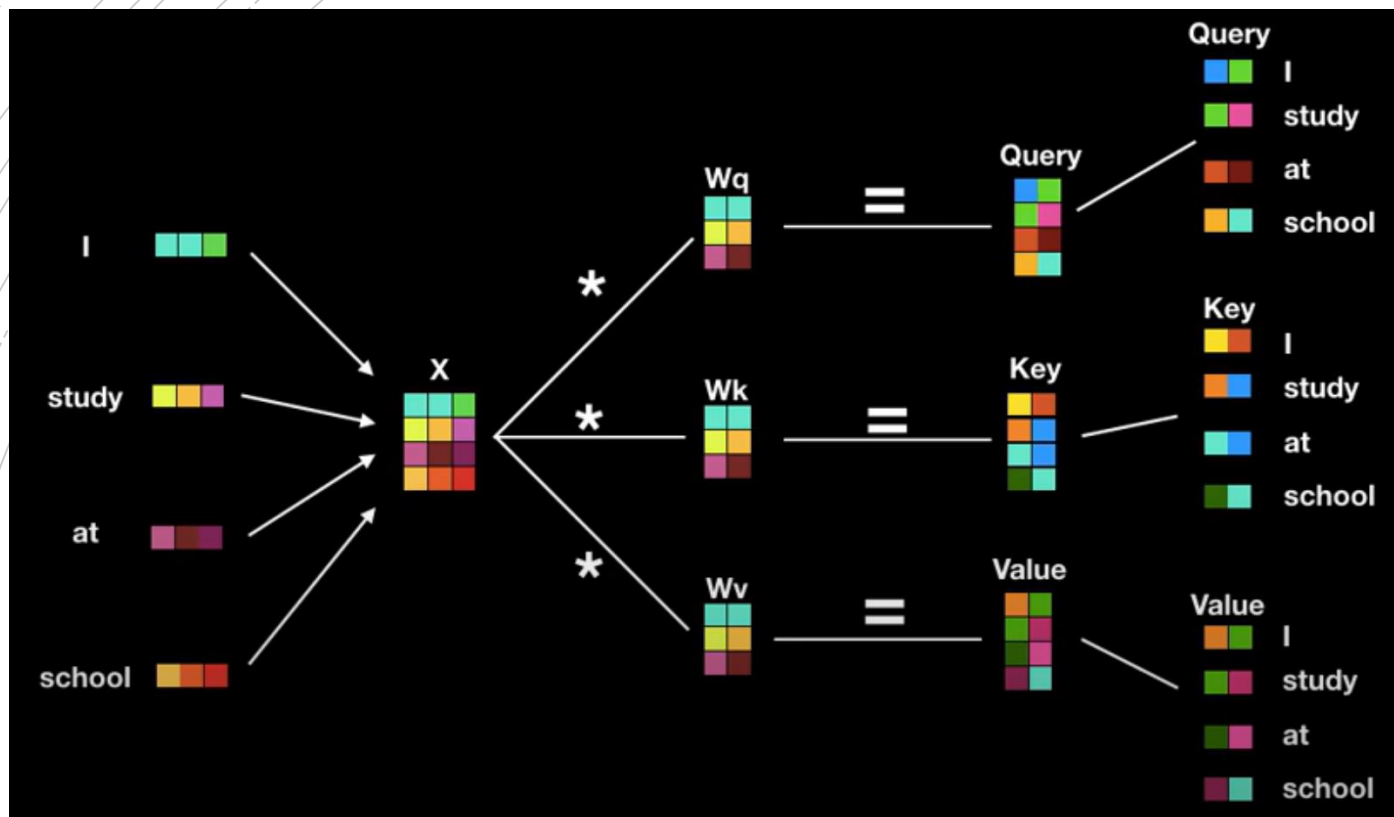 I
study
at
school
X
*
*
*
Wq
Wk
Wv
=
=
=
Query
Key
Value
Query
I
study
at
school
Key
I
study
at
school
Value
I
study
at
school